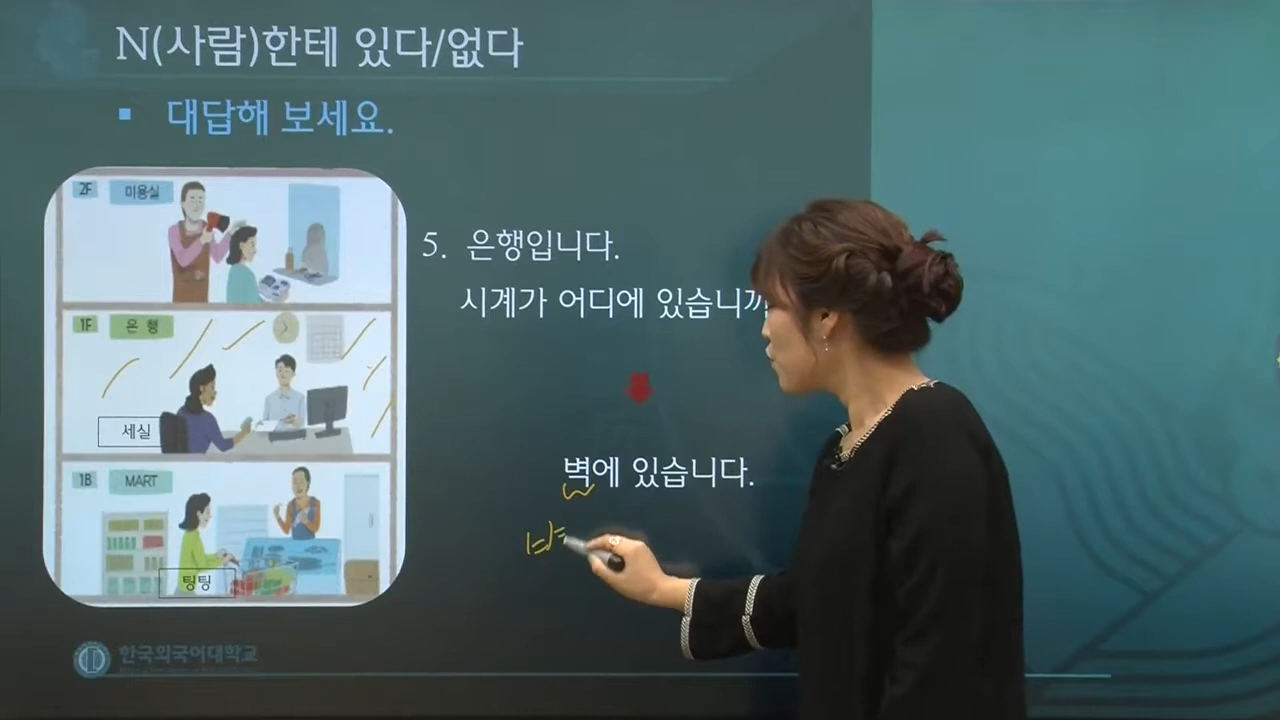 N(사람)한테 있다/없다
▪ 대답해 보세요.
2F 미용실
1F 은 행
세실
1B MART
팅팅
5. 은행입니다.
시계가 어디에 있습니까
벽에 있습니다.
한국외국어대학교